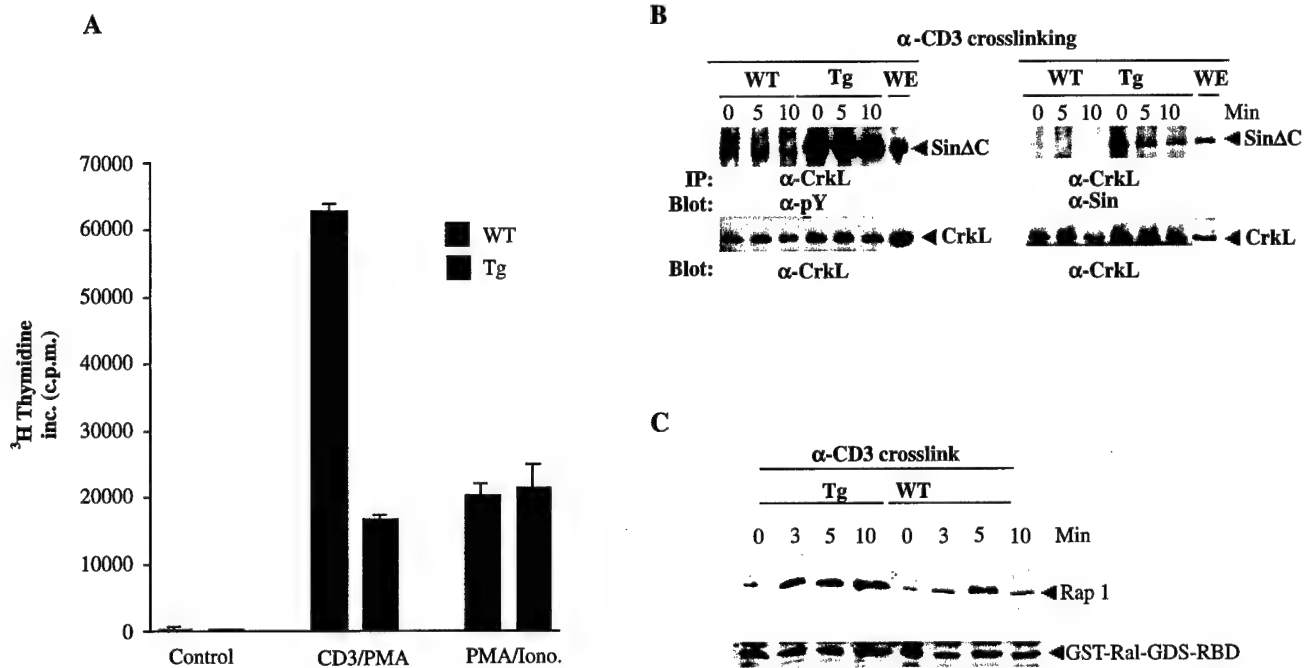 A
70000
60000
50000
40000
30000
20000
10000
0
³H Thymidine
inc. (c.p.m.)
WT
Tg
Control
CD3/PMA
PMA/Iono.
B
α-CD3 crosslinking
WT Tg WE WT Tg WE
0 5 10 0 5 10 0 5 10 0 5 10 Min
SinΔC SinΔC
IP: α-CrkL α-CrkL
Blot: α-pY α-Sin
CrkL CrkL
Blot: α-CrkL α-CrkL
C
α-CD3 crosslink
Tg WT
0 3 5 10 0 3 5 10 Min
Rap 1
GST-Ral-GDS-RBD